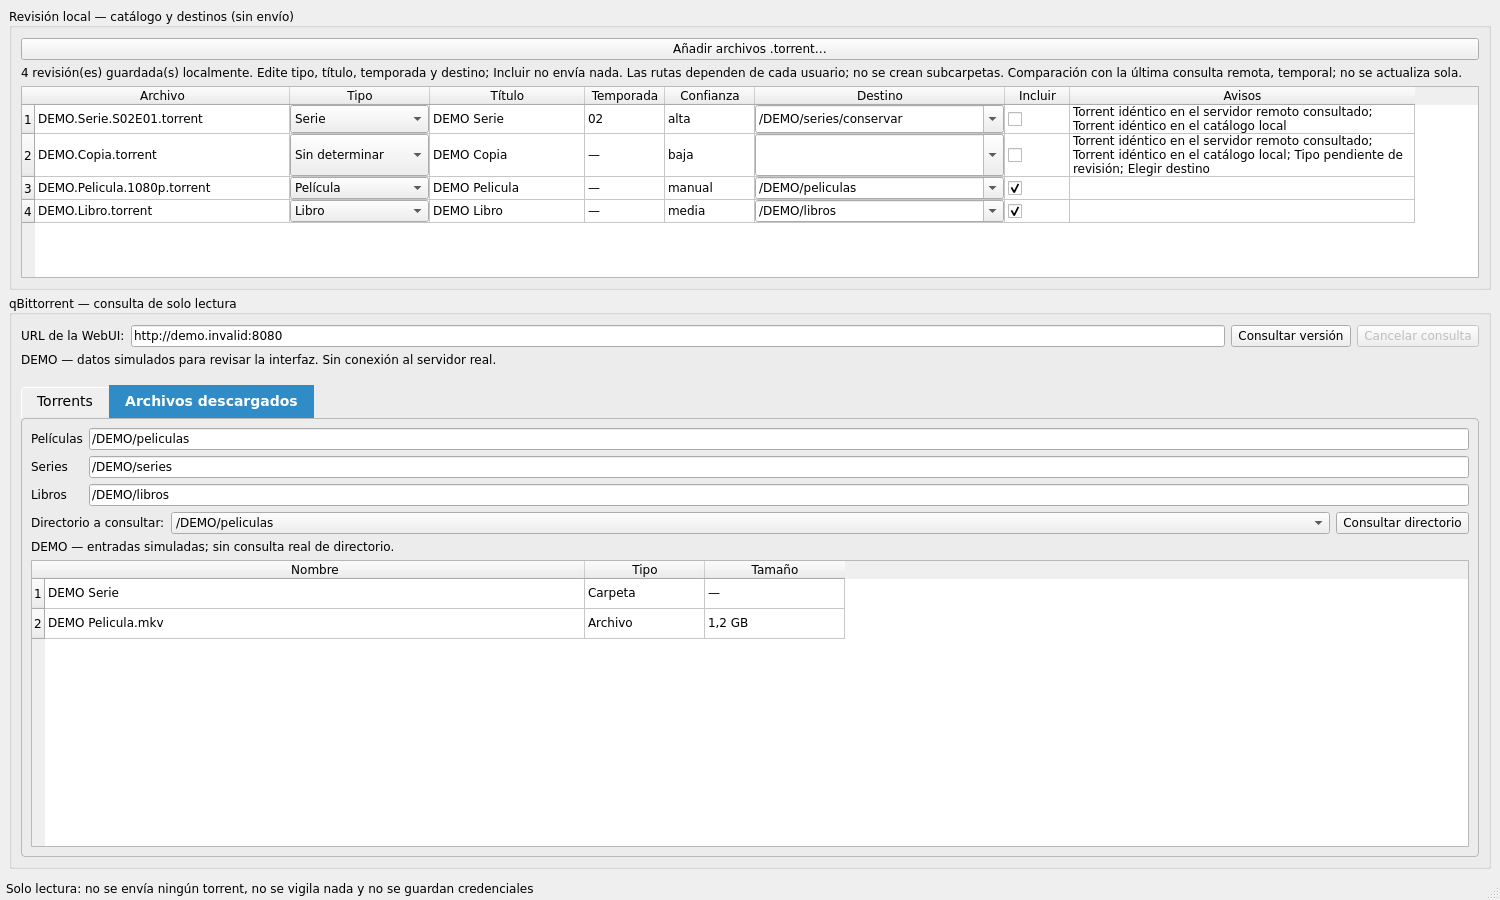 Revisión local — catálogo y destinos (sin envío)
Añadir archivos .torrent...
4 revisión(es) guardada(s) localmente. Edite tipo, título, temporada y destino; Incluir no envía nada. Las rutas dependen de cada usuario; no se crean subcarpetas. Comparación con la última consulta remota, temporal; no se actualiza sola.
Archivo Tipo Título Temporada Confianza Destino Incluir Avisos
1 DEMO.Serie.S02E01.torrent Serie DEMO Serie 02 alta /DEMO/series/conservar Torrent idéntico en el servidor remoto consultado;
Torrent idéntico en el catálogo local
2 DEMO.Copia.torrent Sin determinar DEMO Copia — baja Torrent idéntico en el servidor remoto consultado;
Torrent idéntico en el catálogo local; Tipo pendiente de
revisión; Elegir destino
3 DEMO.Pelicula.1080p.torrent Película DEMO Pelicula — manual /DEMO/peliculas
4 DEMO.Libro.torrent Libro DEMO Libro — media /DEMO/libros
qBittorrent — consulta de solo lectura
URL de la WebUI: http://demo.invalid:8080 Consultar versión Cancelar consulta
DEMO — datos simulados para revisar la interfaz. Sin conexión al servidor real.
Torrents Archivos descargados
Películas /DEMO/peliculas
Series /DEMO/series
Libros /DEMO/libros
Directorio a consultar: /DEMO/peliculas Consultar directorio
DEMO — entradas simuladas; sin consulta real de directorio.
Nombre Tipo Tamaño
1 DEMO Serie Carpeta —
2 DEMO Pelicula.mkv Archivo 1,2 GB
Solo lectura: no se envía ningún torrent, no se vigila nada y no se guardan credenciales